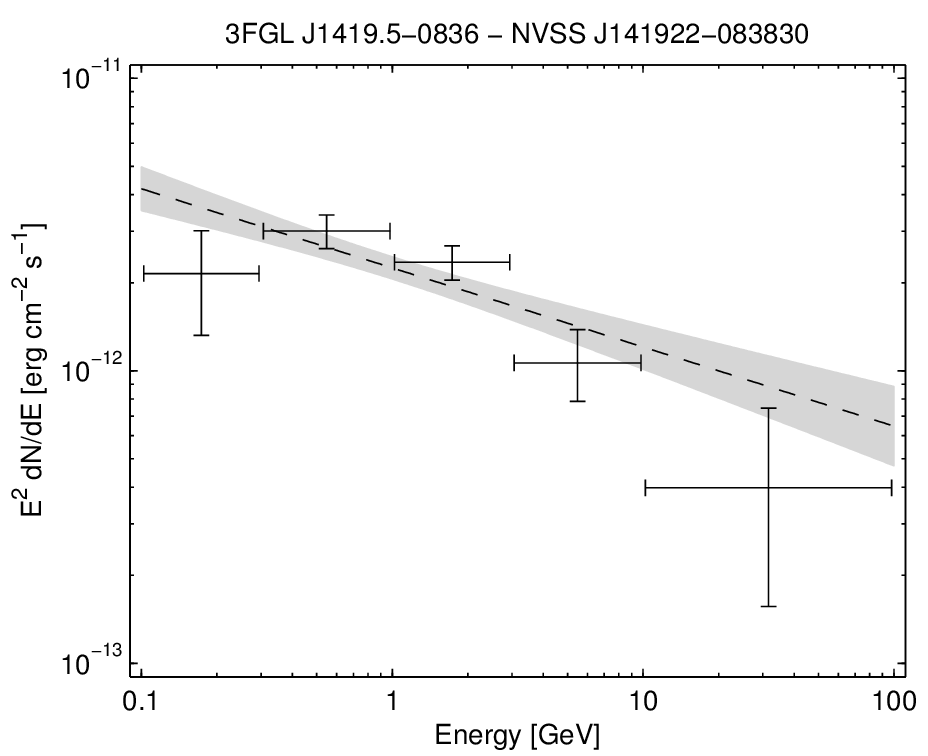 3FGL J1419.5−0836 − NVSS J141922−083830
10⁻¹¹
10⁻¹²
10⁻¹³
E² dN/dE [erg cm⁻² s⁻¹]
0.1 1 10 100
Energy [GeV]